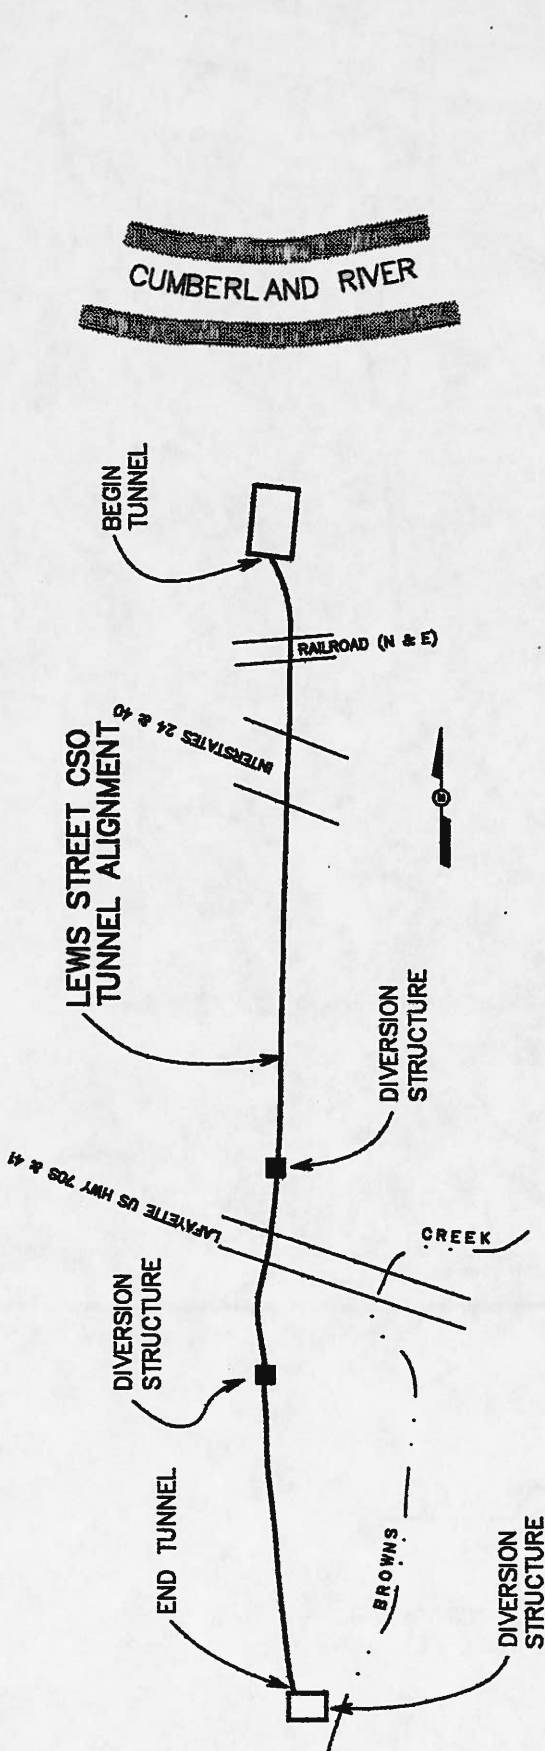 CUMBERLAND RIVER
BEGIN
TUNNEL
RAILROAD (N & E)
INTERSTATES 24 & 40
LEWIS STREET CSO
TUNNEL ALIGNMENT
N
DIVERSION
STRUCTURE
LAFAYETTE US HWY 70S & 41
CREEK
DIVERSION
STRUCTURE
END TUNNEL
BROWNS
DIVERSION
STRUCTURE